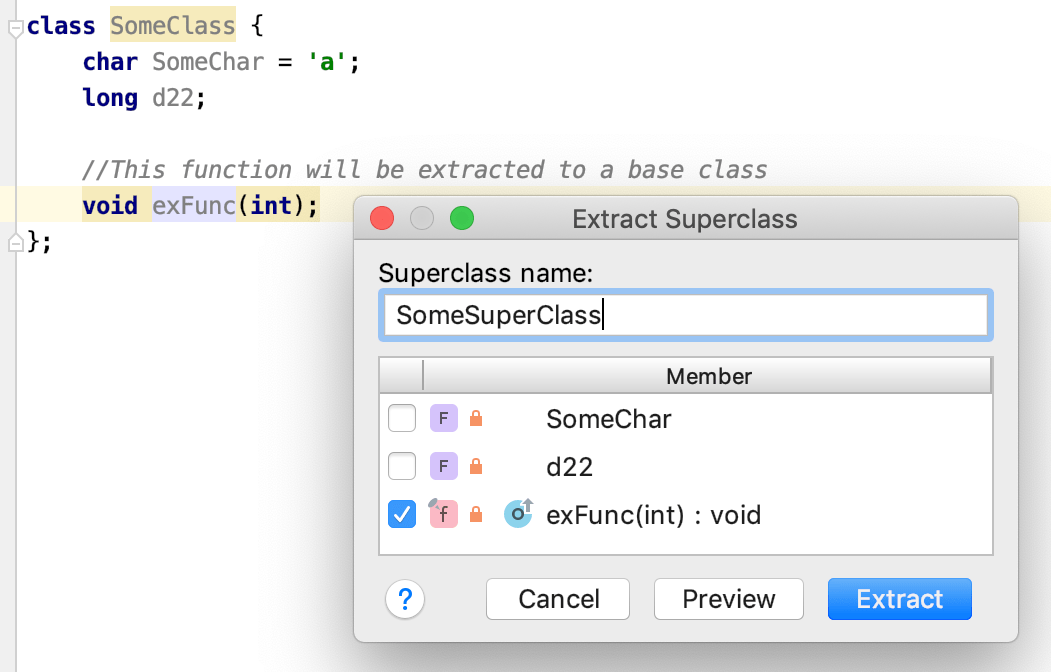 class SomeClass {
char SomeChar = 'a';
long d22;
//This function will be extracted to a base class
void exFunc(int);
};
Extract Superclass
Superclass name:
SomeSuperClass
Member
F SomeChar
F d22
f exFunc(int) : void
? Cancel Preview Extract